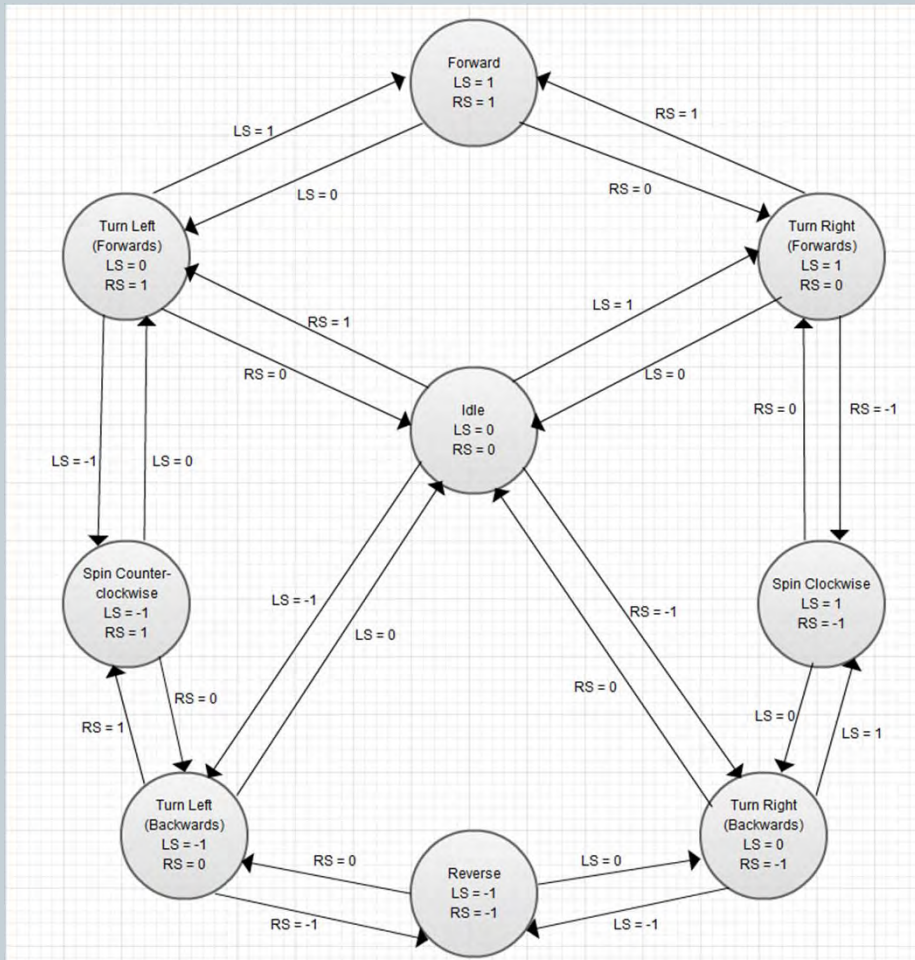 Forward
LS = 1
RS = 1
LS = 1
RS = 1
LS = 0
RS = 0
Turn Left
(Forwards)
LS = 0
RS = 1
Turn Right
(Forwards)
LS = 1
RS = 0
RS = 1
LS = 1
RS = 0
LS = 0
Idle
LS = 0
RS = 0
LS = -1
LS = 0
RS = 0
RS = -1
Spin Counter-
clockwise
LS = -1
RS = 1
Spin Clockwise
LS = 1
RS = -1
LS = -1
RS = -1
LS = 0
RS = 0
RS = 0
RS = 1
LS = 0
LS = 1
Turn Left
(Backwards)
LS = -1
RS = 0
Turn Right
(Backwards)
LS = 0
RS = -1
RS = 0
LS = 0
Reverse
LS = -1
RS = -1
RS = -1
LS = -1